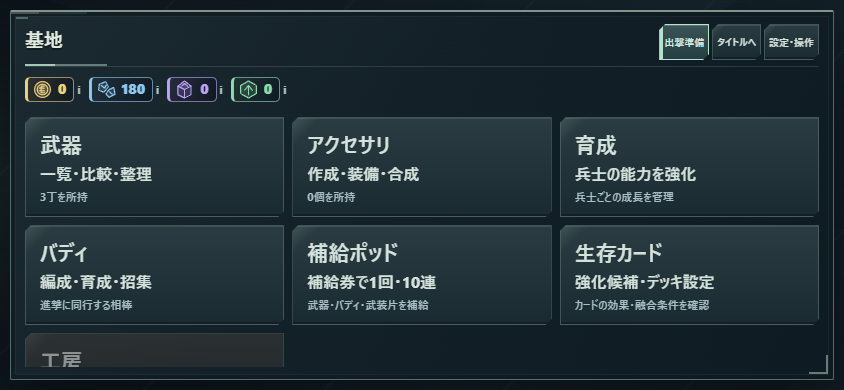 基地
出撃準備
タイトルへ
設定・操作
0 i
180 i
0 i
0 i
武器
一覧・比較・整理
3丁を所持
アクセサリ
作成・装備・合成
0個を所持
育成
兵士の能力を強化
兵士ごとの成長を管理
バディ
編成・育成・招集
進撃に同行する相棒
補給ポッド
補給券で1回・10連
武器・バディ・武装片を補給
生存カード
強化候補・デッキ設定
カードの効果・融合条件を確認
工房